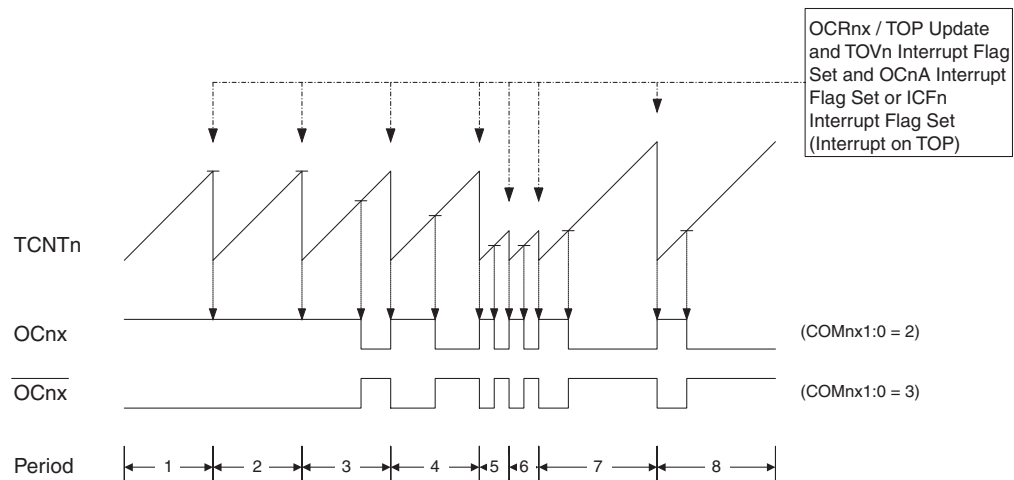 OCRnx / TOP Update
and TOVn Interrupt Flag
Set and OCnA Interrupt
Flag Set or ICFn
Interrupt Flag Set
(Interrupt on TOP)
TCNTn
OCnx
(COMnx1:0 = 2)
OCnx
(COMnx1:0 = 3)
Period
1 2 3 4 5 6 7 8